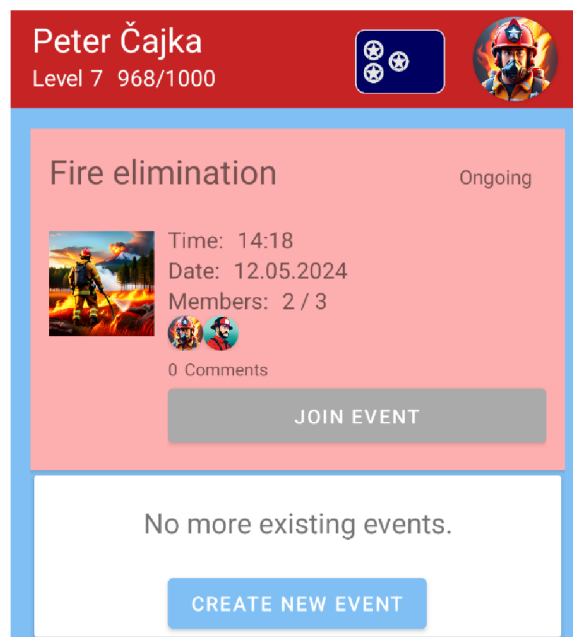 Peter Čajka
Level 7 968/1000
Fire elimination
Ongoing
Time: 14:18
Date: 12.05.2024
Members: 2 / 3
0 Comments
JOIN EVENT
No more existing events.
CREATE NEW EVENT